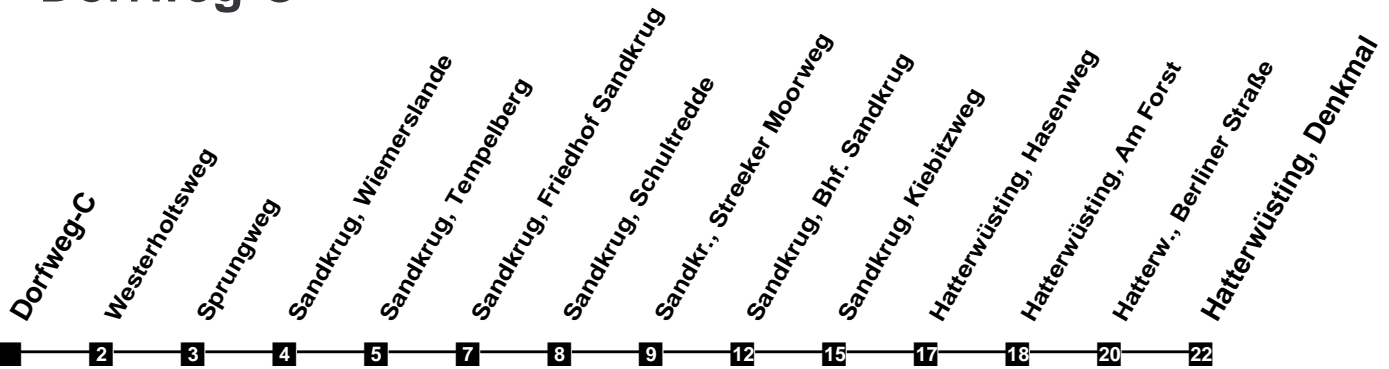 Dorfweg-C
Dorfweg-C
Westerholtsweg
Sprungweg
Sandkrug, Wiemerslande
Sandkrug, Tempelberg
Sandkrug, Friedhof Sandkrug
Sandkrug, Schultredde
Sandkr., Streeker Moorweg
Sandkrug, Bhf. Sandkrug
Sandkrug, Kiebitzweg
Hatterwüsting, Hasenweg
Hatterwüsting, Am Forst
Hatterw., Berliner Straße
Hatterwüsting, Denkmal
2 3 4 5 7 8 9 12 15 17 18 20 22